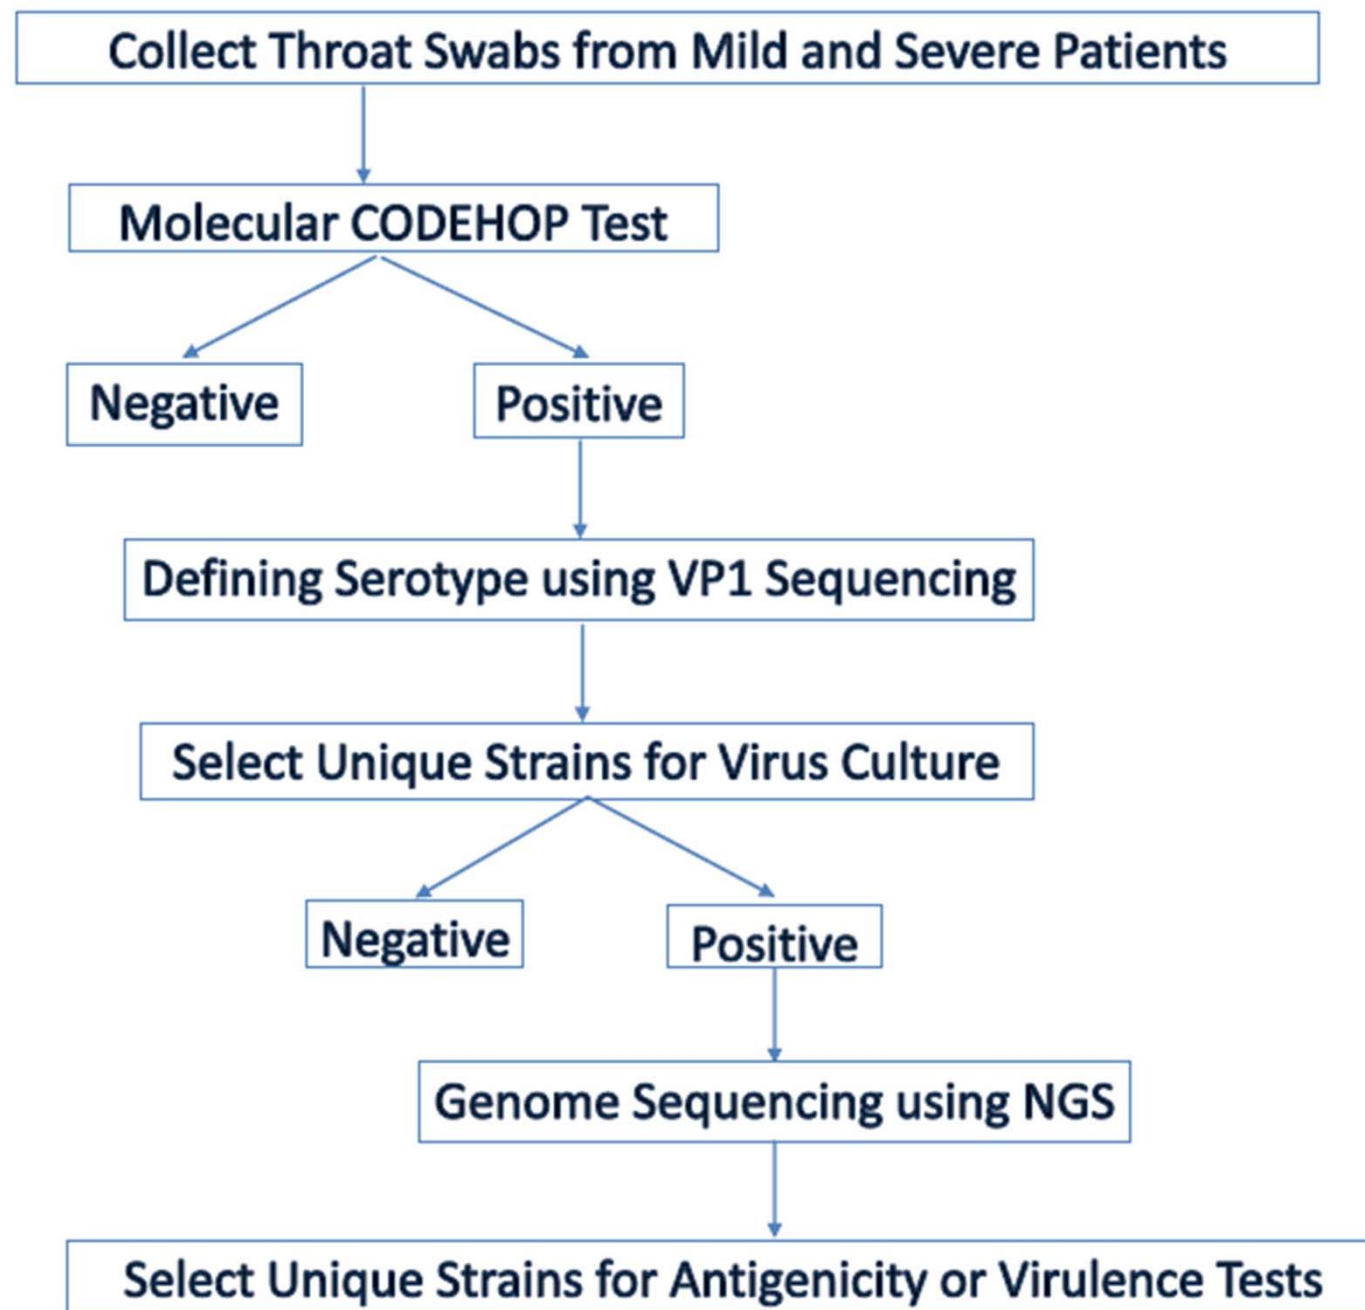 Collect Throat Swabs from Mild and Severe Patients
Molecular CODEHOP Test
Negative
Positive
Defining Serotype using VP1 Sequencing
Select Unique Strains for Virus Culture
Negative
Positive
Genome Sequencing using NGS
Select Unique Strains for Antigenicity or Virulence Tests